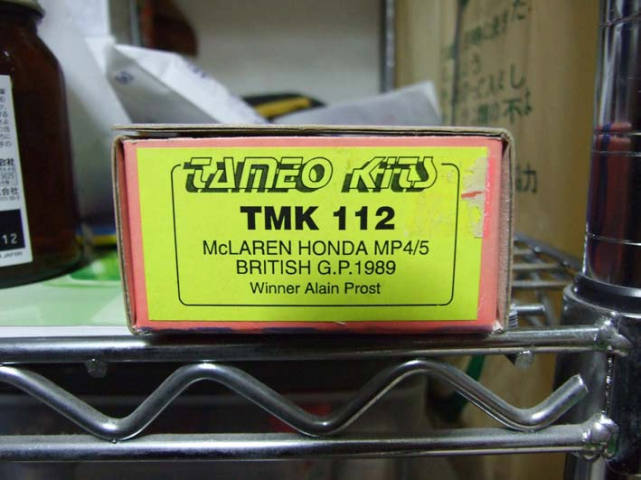 TAMEO KITS
TMK 112
McLAREN HONDA MP4/5
BRITISH G.P.1989
Winner Alain Prost